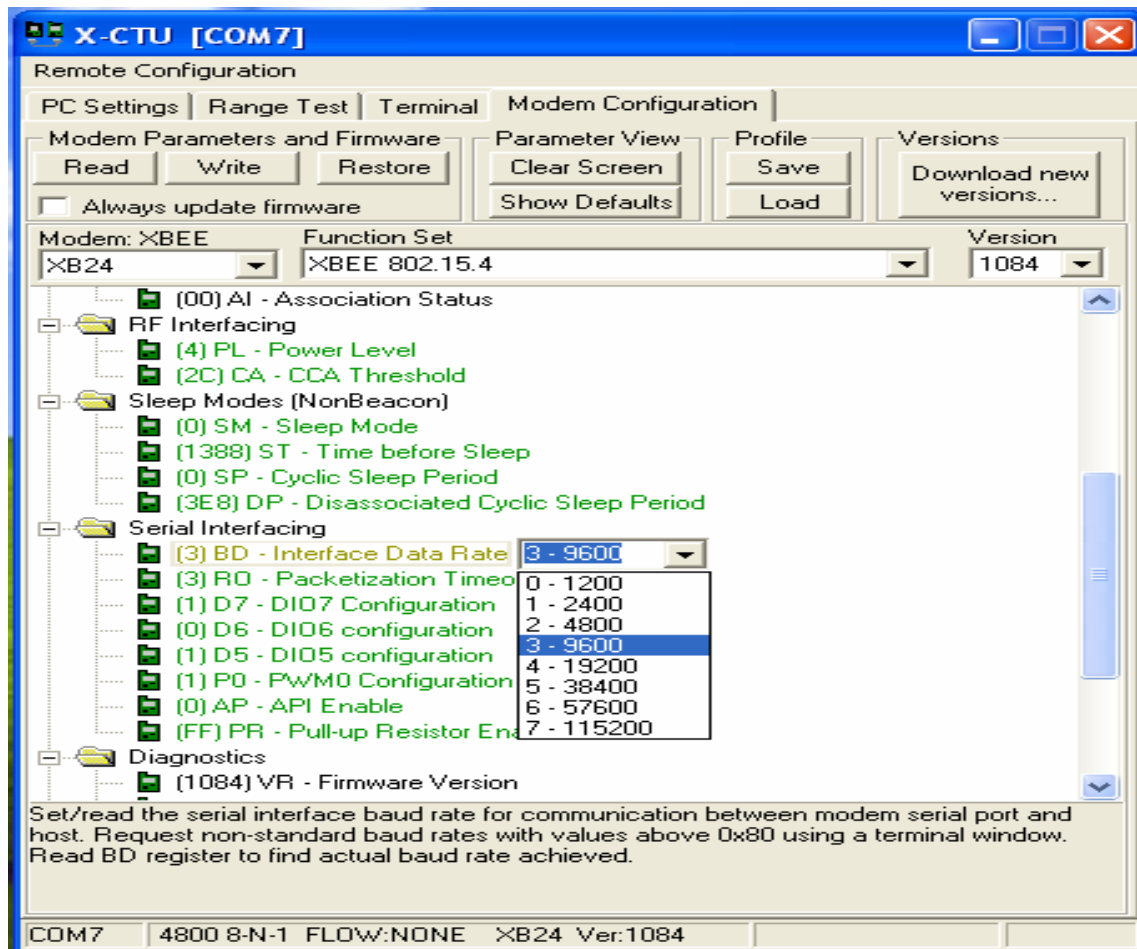 X-CTU [COM7]
Remote Configuration
PC Settings Range Test Terminal Modem Configuration
Modem Parameters and Firmware Parameter View Profile Versions
Read Write Restore Clear Screen Save Download new versions...
Always update firmware Show Defaults Load
Modem: XBEE Function Set Version
XB24 XBEE 802.15.4 1084
(00) AI - Association Status
RF Interfacing
(4) PL - Power Level
(2C) CA - CCA Threshold
Sleep Modes (NonBeacon)
(0) SM - Sleep Mode
(1388) ST - Time before Sleep
(0) SP - Cyclic Sleep Period
(3E8) DP - Disassociated Cyclic Sleep Period
Serial Interfacing
(3) BD - Interface Data Rate 3 - 9600
(3) RO - Packetization Timeo
(1) D7 - DIO7 Configuration
(0) D6 - DIO6 configuration
(1) D5 - DIO5 configuration
(1) P0 - PWM0 Configuration
(0) AP - API Enable
(FF) PR - Pull-up Resistor Ena
0 - 1200
1 - 2400
2 - 4800
3 - 9600
4 - 19200
5 - 38400
6 - 57600
7 - 115200
Diagnostics
(1084) VR - Firmware Version
Set/read the serial interface baud rate for communication between modem serial port and
host. Request non-standard baud rates with values above 0x80 using a terminal window.
Read BD register to find actual baud rate achieved.
COM7 4800 8-N-1 FLOW:NONE XB24 Ver:1084